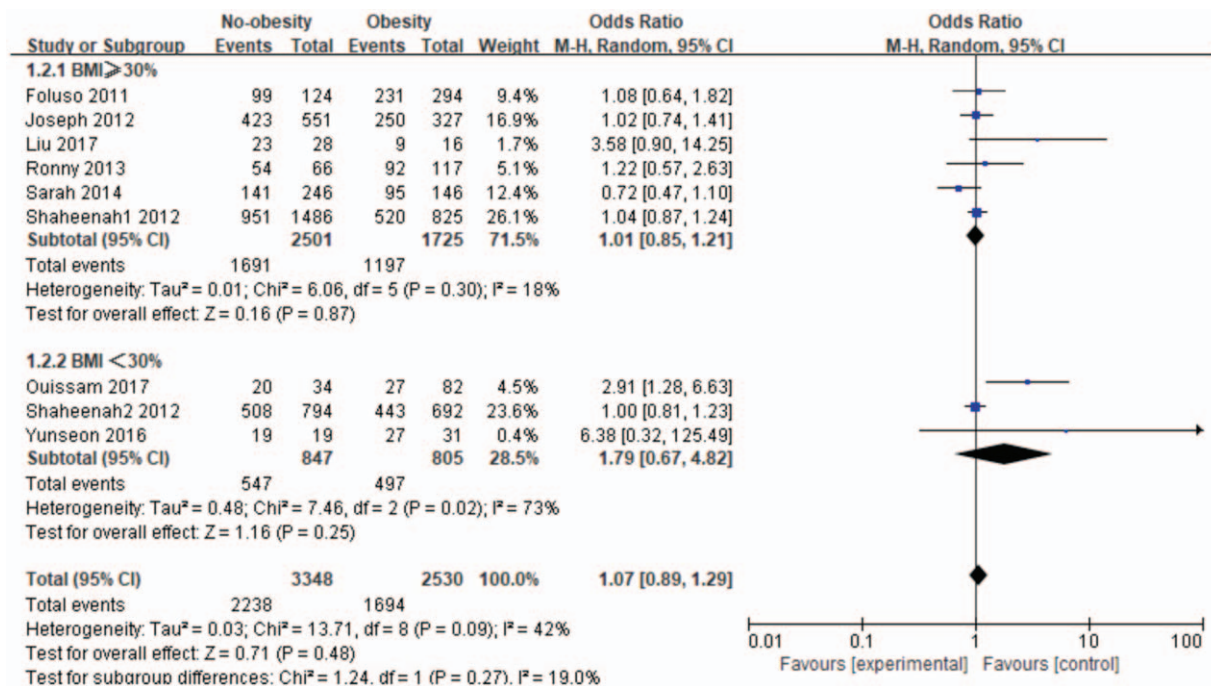 No-obesity Obesity Odds Ratio Odds Ratio
Study or Subgroup Events Total Events Total Weight M-H, Random, 95% CI M-H, Random, 95% CI
1.2.1 BMI⩾30%
Foluso 2011 99 124 231 294 9.4% 1.08 [0.64, 1.82]
Joseph 2012 423 551 250 327 16.9% 1.02 [0.74, 1.41]
Liu 2017 23 28 9 16 1.7% 3.58 [0.90, 14.25]
Ronny 2013 54 66 92 117 5.1% 1.22 [0.57, 2.63]
Sarah 2014 141 246 95 146 12.4% 0.72 [0.47, 1.10]
Shaheenah1 2012 951 1486 520 825 26.1% 1.04 [0.87, 1.24]
Subtotal (95% CI) 2501 1725 71.5% 1.01 [0.85, 1.21]
Total events 1691 1197
Heterogeneity: Tau² = 0.01; Chi² = 6.06, df = 5 (P = 0.30); I² = 18%
Test for overall effect: Z = 0.16 (P = 0.87)
1.2.2 BMI <30%
Ouissam 2017 20 34 27 82 4.5% 2.91 [1.28, 6.63]
Shaheenah2 2012 508 794 443 692 23.6% 1.00 [0.81, 1.23]
Yunseon 2016 19 19 27 31 0.4% 6.38 [0.32, 125.49]
Subtotal (95% CI) 847 805 28.5% 1.79 [0.67, 4.82]
Total events 547 497
Heterogeneity: Tau² = 0.48; Chi² = 7.46, df = 2 (P = 0.02); I² = 73%
Test for overall effect: Z = 1.16 (P = 0.25)
Total (95% CI) 3348 2530 100.0% 1.07 [0.89, 1.29]
Total events 2238 1694
Heterogeneity: Tau² = 0.03; Chi² = 13.71, df = 8 (P = 0.09); I² = 42%
Test for overall effect: Z = 0.71 (P = 0.48)
Test for subgroup differences: Chi² = 1.24, df = 1 (P = 0.27), I² = 19.0%
0.01 0.1 1 10 100
Favours [experimental] Favours [control]